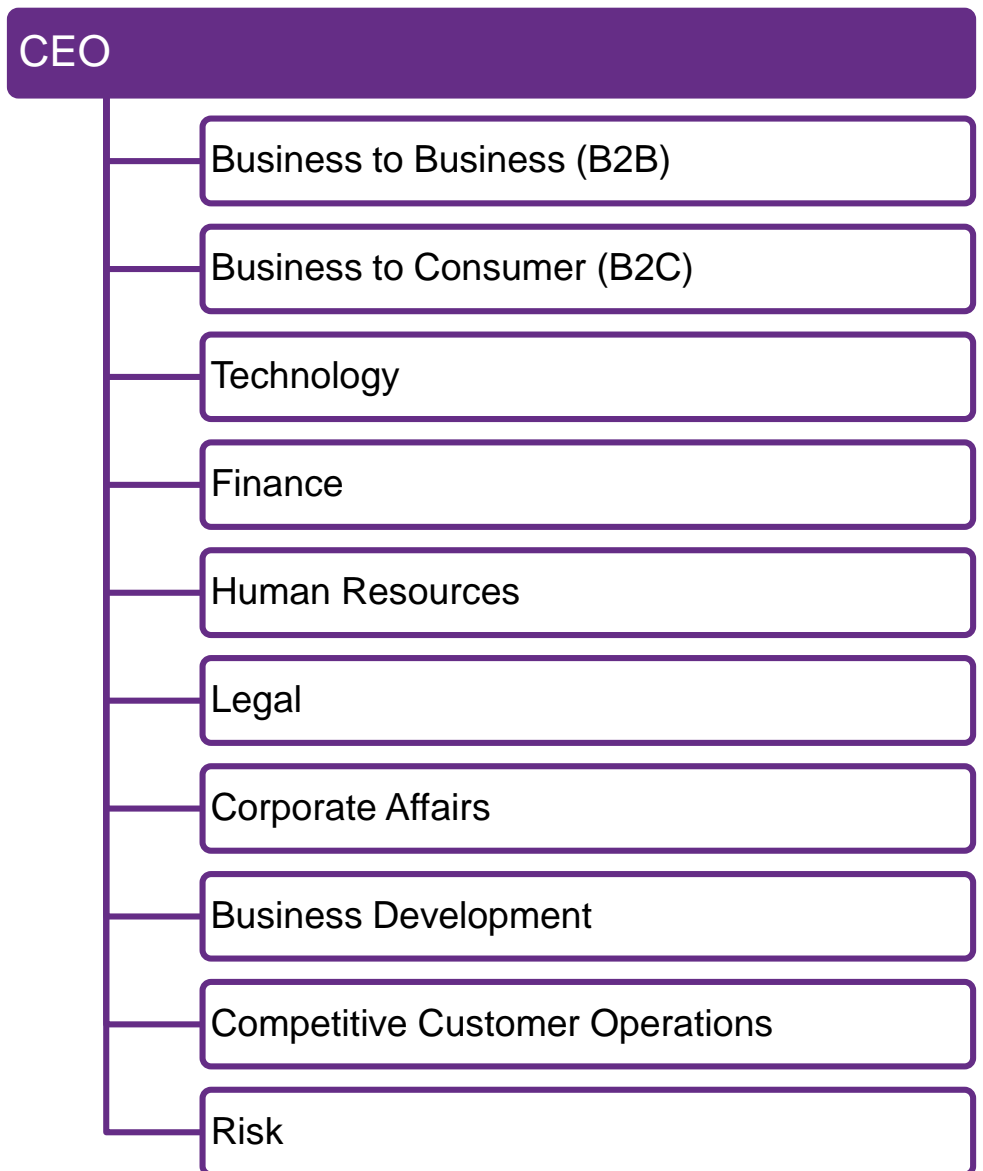 CEO
Business to Business (B2B)
Business to Consumer (B2C)
Technology
Finance
Human Resources
Legal
Corporate Affairs
Business Development
Competitive Customer Operations
Risk